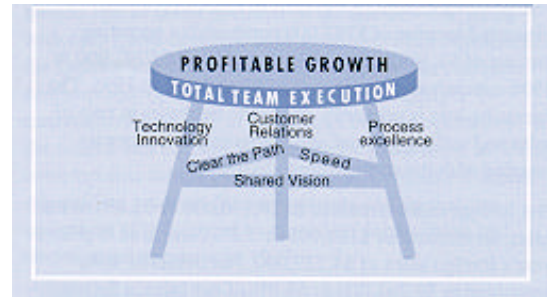 PROFITABLE GROWTH
TOTAL TEAM EXECUTION
Technology
Innovation
Customer
Relations
Process
excellence
Clear the Path
Speed
Shared Vision